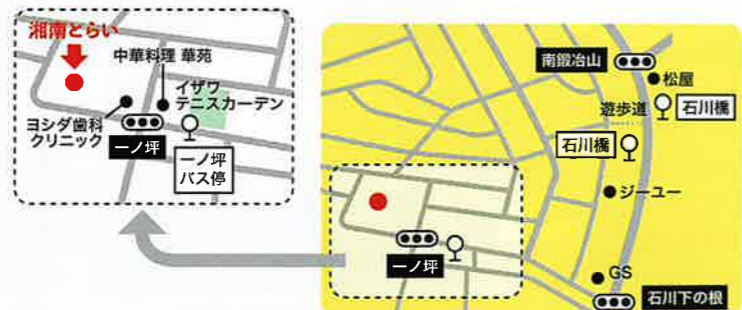 湘南とらい
中華料理 華苑
イザワ
テニスガーデン
ヨシダ歯科
クリニック
一ノ坪
一ノ坪
バス停
南鍛冶山
松屋
遊歩道
石川橋
石川橋
ジーユー
一ノ坪
GS
石川下の根